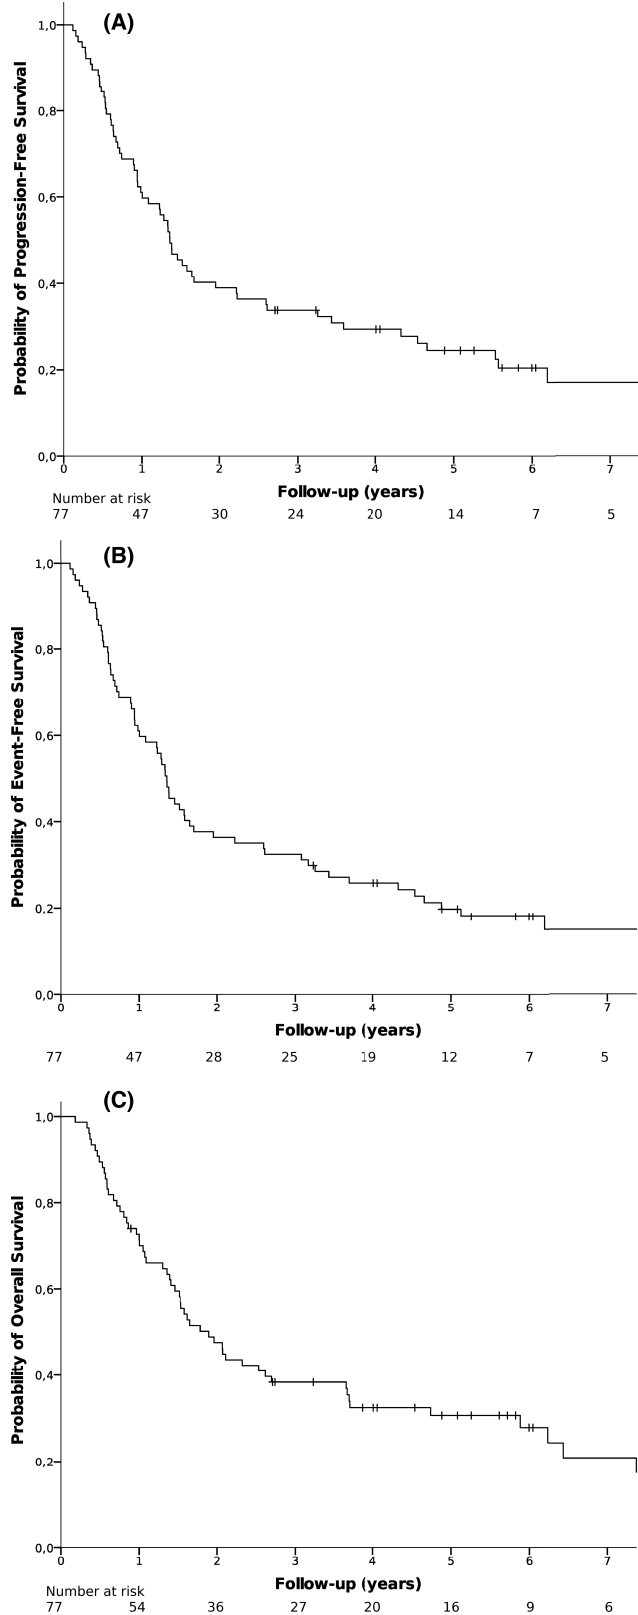 (A)
Probability of Progression-Free Survival
1,0
0,8
0,6
0,4
0,2
0,0
0 1 2 3 4 5 6 7
Follow-up (years)
Number at risk
77 47 30 24 20 14 7 5
(B)
Probability of Event-Free Survival
1,0
0,8
0,6
0,4
0,2
0,0
0 1 2 3 4 5 6 7
Follow-up (years)
77 47 28 25 19 12 7 5
(C)
Probability of Overall Survival
1,0
0,8
0,6
0,4
0,2
0,0
0 1 2 3 4 5 6 7
Follow-up (years)
Number at risk
77 54 36 27 20 16 9 6